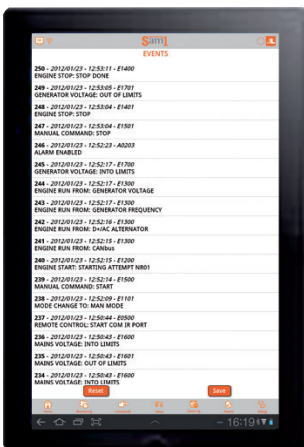 Sam1
EVENTS
250 - 2012/01/23 - 12:53:11 - E1400
ENGINE STOP: STOP DONE
249 - 2012/01/23 - 12:53:05 - E1701
GENERATOR VOLTAGE: OUT OF LIMITS
248 - 2012/01/23 - 12:53:04 - E1401
ENGINE STOP: STOP
247 - 2012/01/23 - 12:53:04 - E1501
MANUAL COMMAND: STOP
246 - 2012/01/23 - 12:52:23 - A0203
ALARM ENABLED
245 - 2012/01/23 - 12:52:17 - E1700
GENERATOR VOLTAGE: INTO LIMITS
244 - 2012/01/23 - 12:52:17 - E1300
ENGINE RUN FROM: GENERATOR VOLTAGE
243 - 2012/01/23 - 12:52:17 - E1300
ENGINE RUN FROM: GENERATOR FREQUENCY
242 - 2012/01/23 - 12:52:16 - E1300
ENGINE RUN FROM: D+/AC ALTERNATOR
241 - 2012/01/23 - 12:52:15 - E1300
ENGINE RUN FROM: CANbus
240 - 2012/01/23 - 12:52:15 - E1200
ENGINE START: STARTING ATTEMPT NR01
239 - 2012/01/23 - 12:52:14 - E1500
MANUAL COMMAND: START
238 - 2012/01/23 - 12:52:09 - E1101
MODE CHANGE TO: MAN MODE
237 - 2012/01/23 - 12:50:44 - E0500
REMOTE CONTROL: START COM IR PORT
236 - 2012/01/23 - 12:50:43 - E1600
MAINS VOLTAGE: INTO LIMITS
235 - 2012/01/23 - 12:50:43 - E1601
MAINS VOLTAGE: OUT OF LIMITS
234 - 2012/01/23 - 12:50:43 - E1600
MAINS VOLTAGE: INTO LIMITS
Reset Save
16:19